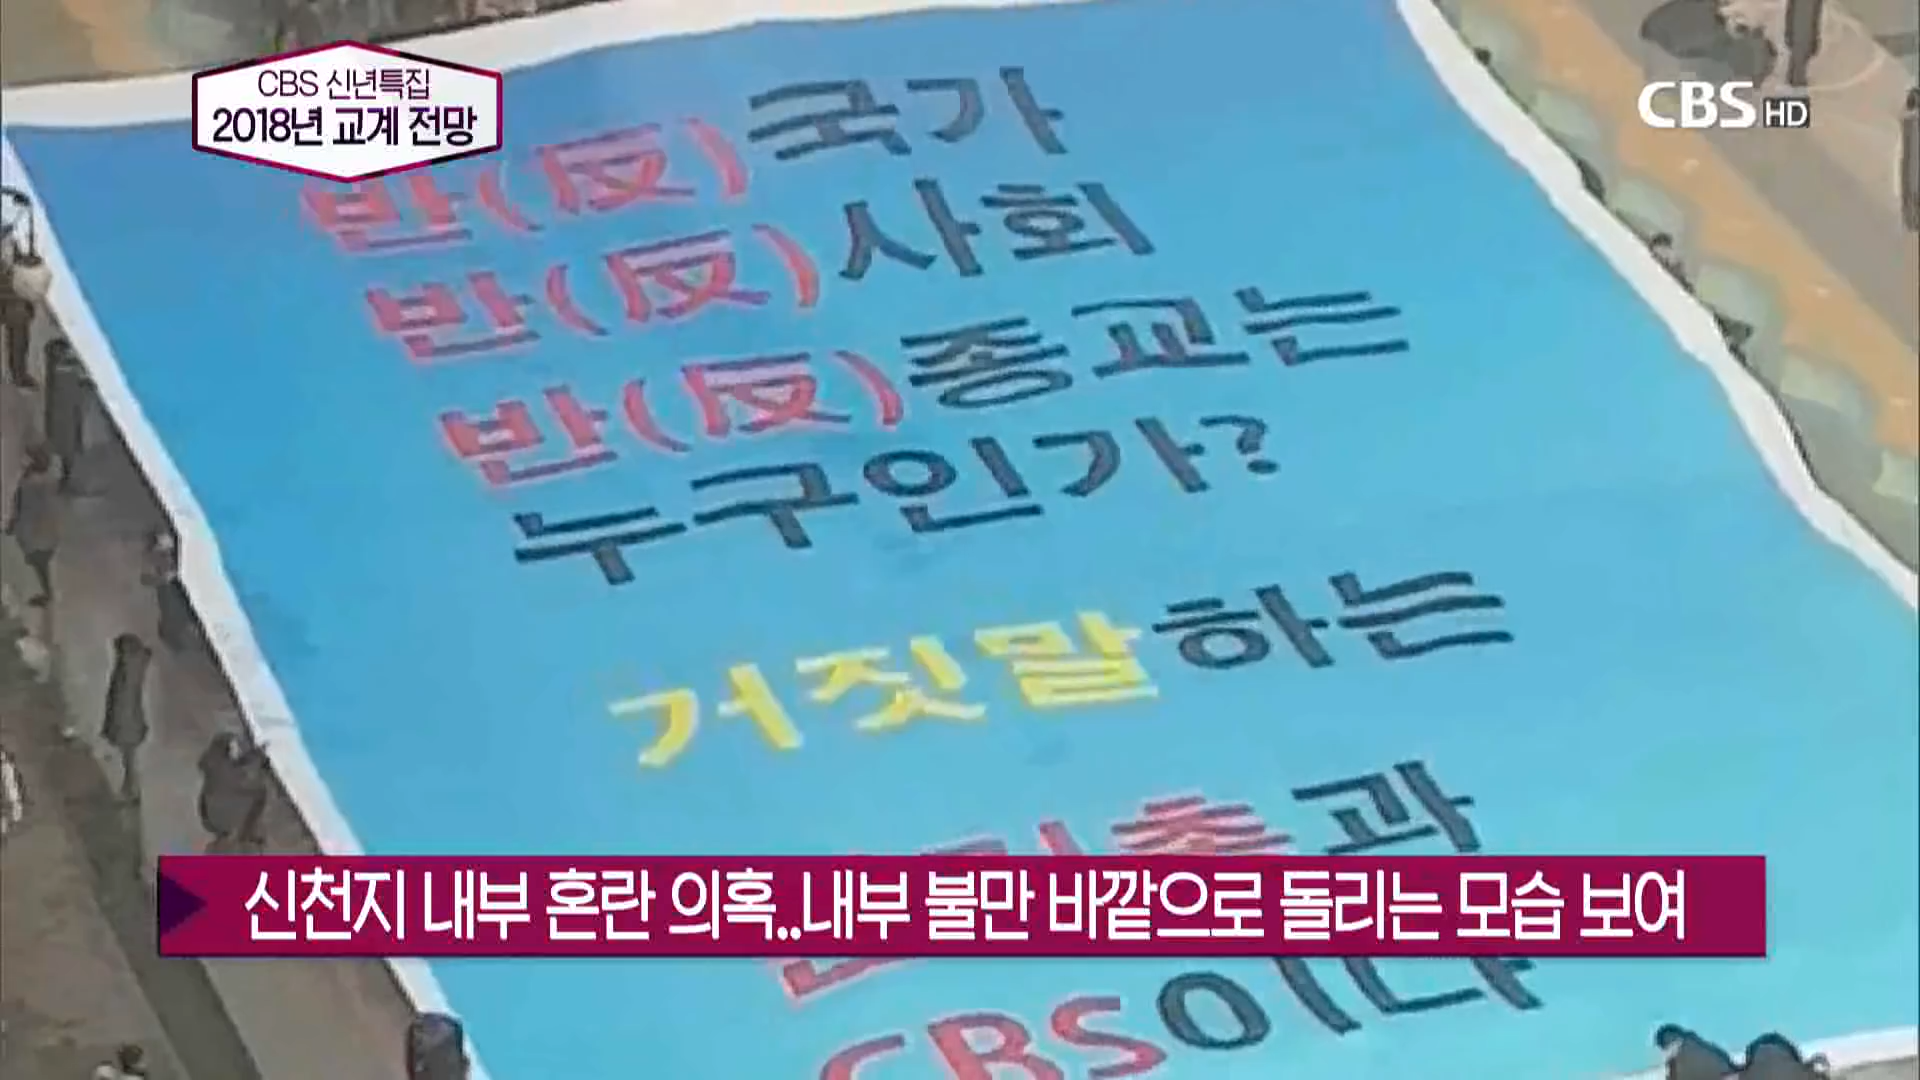 CBS 신년특집
2018년 교계 전망
CBS HD
반(反)국가
반(反)사회
반(反)종교는
누구인가?
거짓말하는
과
신천지 내부 혼란 의혹..내부 불만 바깥으로 돌리는 모습 보여
CBS이다